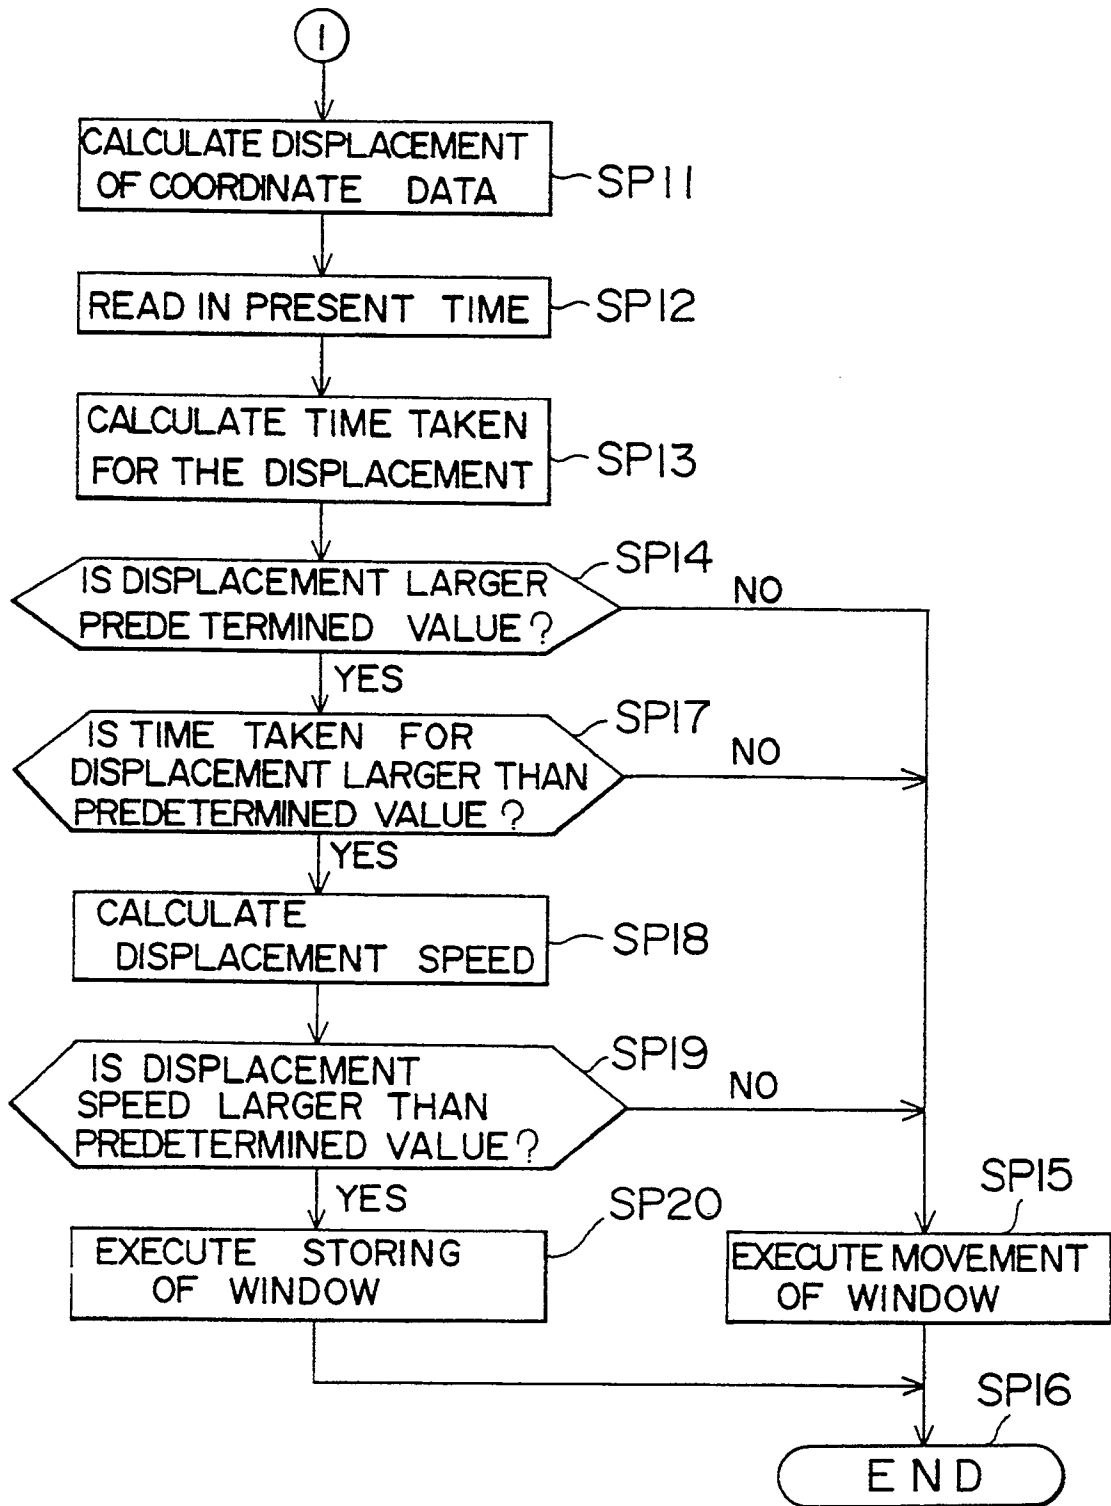 1
CALCULATE DISPLACEMENT
OF COORDINATE DATA
SP11
READ IN PRESENT TIME
SP12
CALCULATE TIME TAKEN
FOR THE DISPLACEMENT
SP13
IS DISPLACEMENT LARGER
PREDETERMINED VALUE?
SP14
NO
YES
IS TIME TAKEN FOR
DISPLACEMENT LARGER THAN
PREDETERMINED VALUE?
SP17
NO
YES
CALCULATE
DISPLACEMENT SPEED
SP18
IS DISPLACEMENT
SPEED LARGER THAN
PREDETERMINED VALUE?
SP19
NO
YES
EXECUTE STORING
OF WINDOW
SP20
SP15
EXECUTE MOVEMENT
OF WINDOW
SP16
END